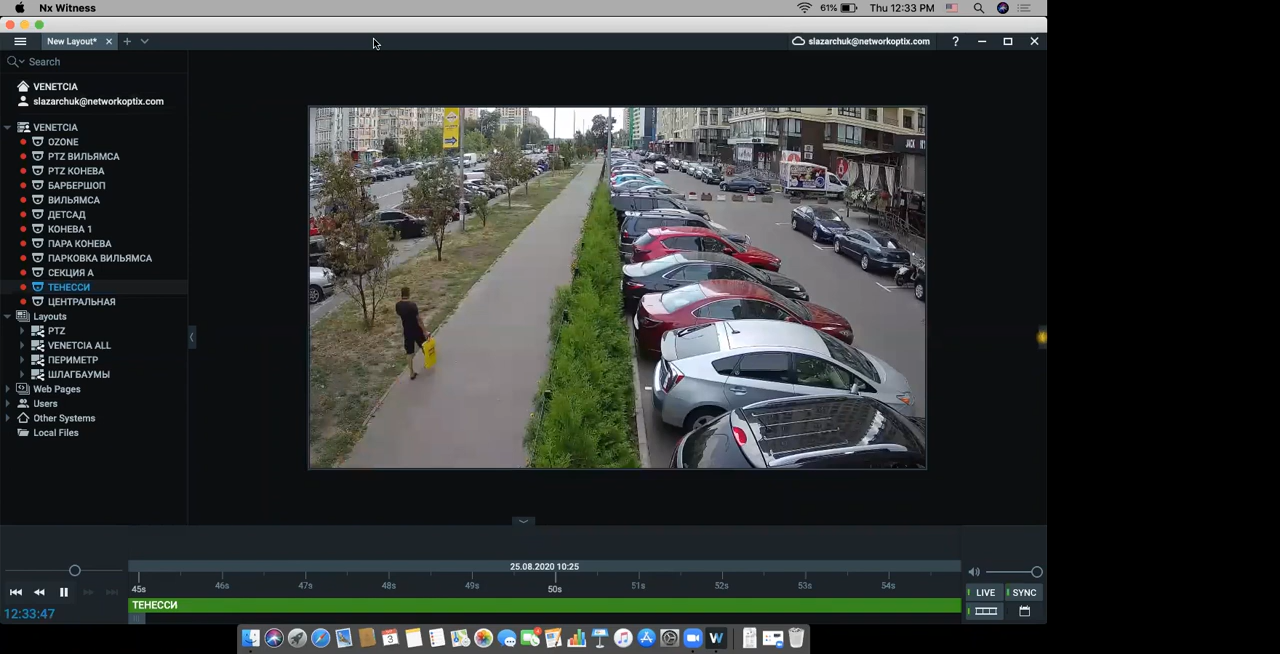 Nx Witness
61%
Thu 12:33 PM
New Layout*
slazarchuk@networkoptix.com
?
Search
VENETCIA
slazarchuk@networkoptix.com
VENETCIA
OZONE
PTZ ВИЛЬЯМСА
PTZ КОНЕВА
БАРБЕРШОП
ВИЛЬЯМСА
ДЕТСАД
КОНЕВА 1
ПАРА КОНЕВА
ПАРКОВКА ВИЛЬЯМСА
СЕКЦИЯ А
ТЕНЕССИ
ЦЕНТРАЛЬНАЯ
Layouts
PTZ
VENETCIA ALL
ПЕРИМЕТР
ШЛАГБАУМЫ
Web Pages
Users
Other Systems
Local Files
25.08.2020 10:25
45s 46s 47s 48s 49s 50s 51s 52s 53s 54s
ТЕНЕССИ
12:33:47
LIVE
SYNC